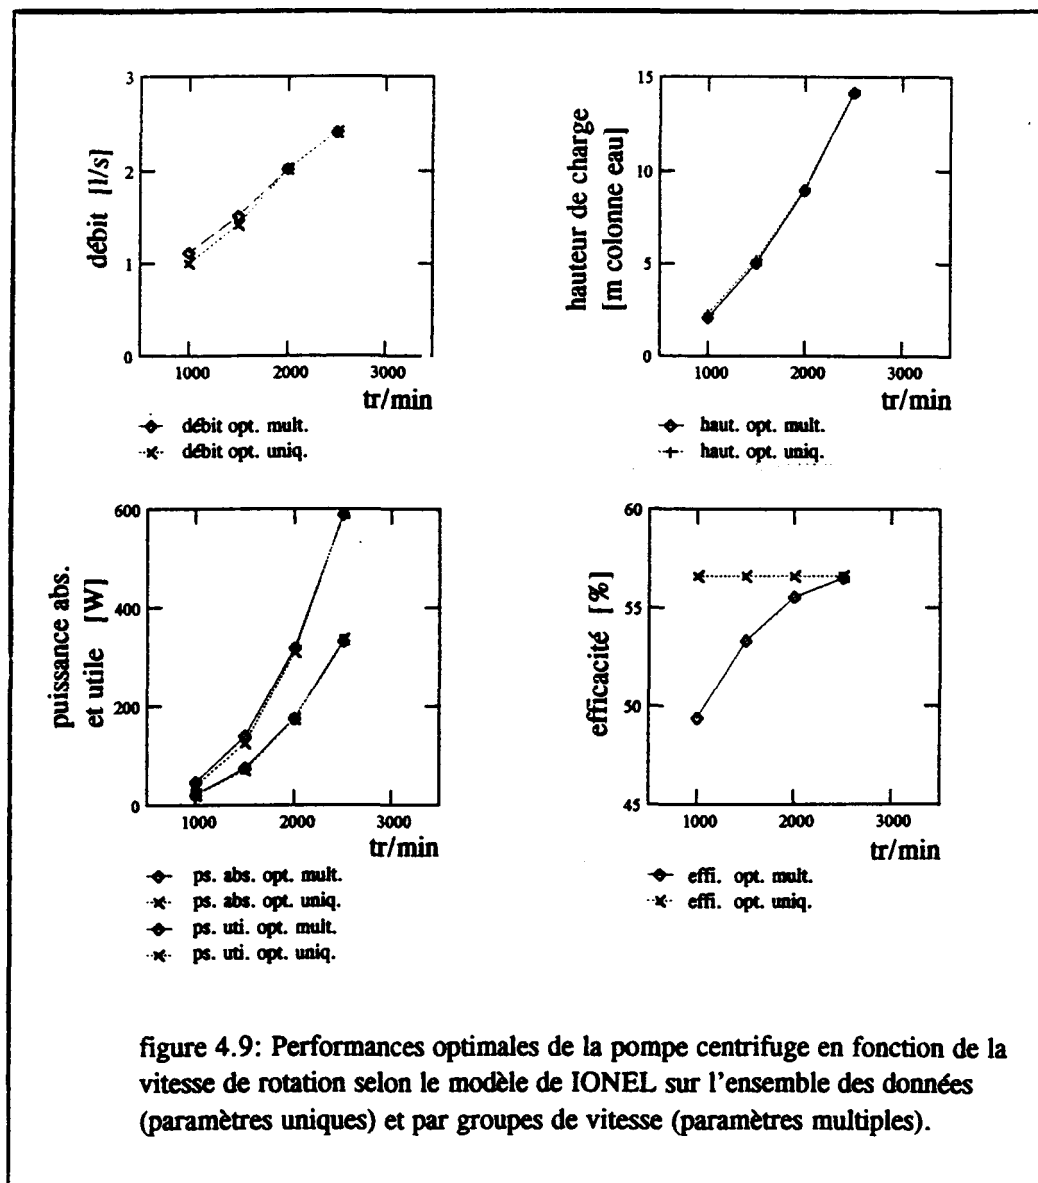 3
2
1
0
débit [l/s]
1000 2000 3000
tr/min
débit opt. mult.
débit opt. uniq.
15
10
5
0
hauteur de charge
[m colonne eau]
1000 2000 3000
tr/min
haut. opt. mult.
haut. opt. uniq.
600
400
200
0
puissance abs.
et utile [W]
1000 2000 3000
tr/min
ps. abs. opt. mult.
ps. abs. opt. uniq.
ps. uti. opt. mult.
ps. uti. opt. uniq.
60
55
50
45
efficacité [%]
1000 2000 3000
tr/min
effi. opt. mult.
effi. opt. uniq.
figure 4.9: Performances optimales de la pompe centrifuge en fonction de la
vitesse de rotation selon le modèle de IONEL sur l'ensemble des données
(paramètres uniques) et par groupes de vitesse (paramètres multiples).